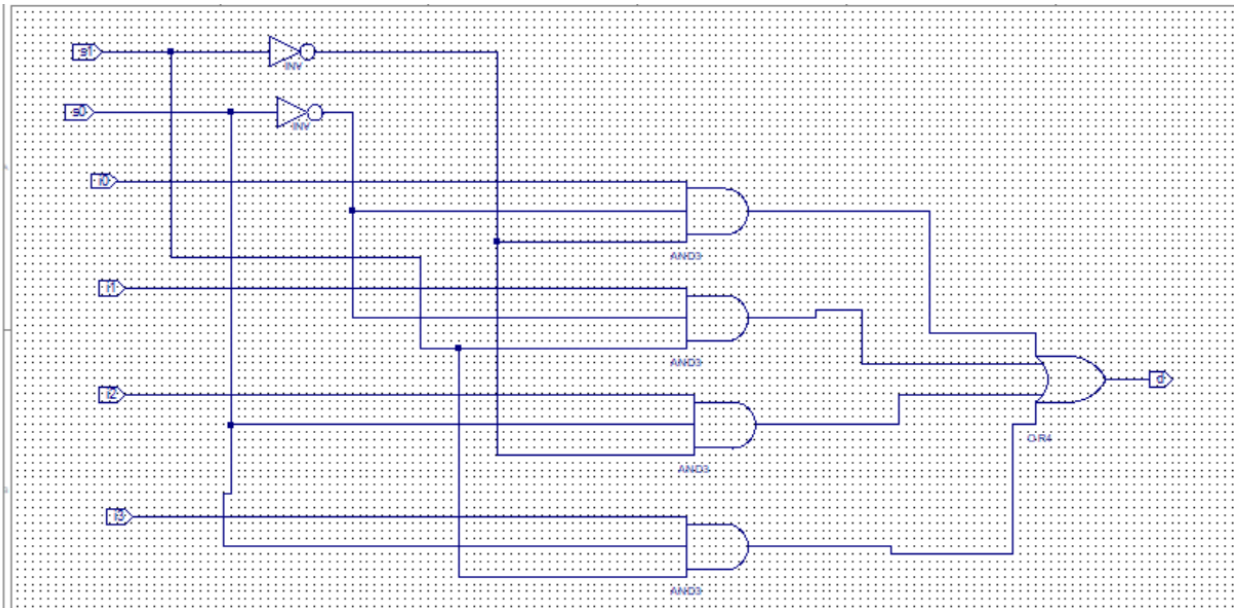 s1
INV
s0
INV
i0
AND3
i1
AND3
i2
OR4
AND3
i3
AND3
d